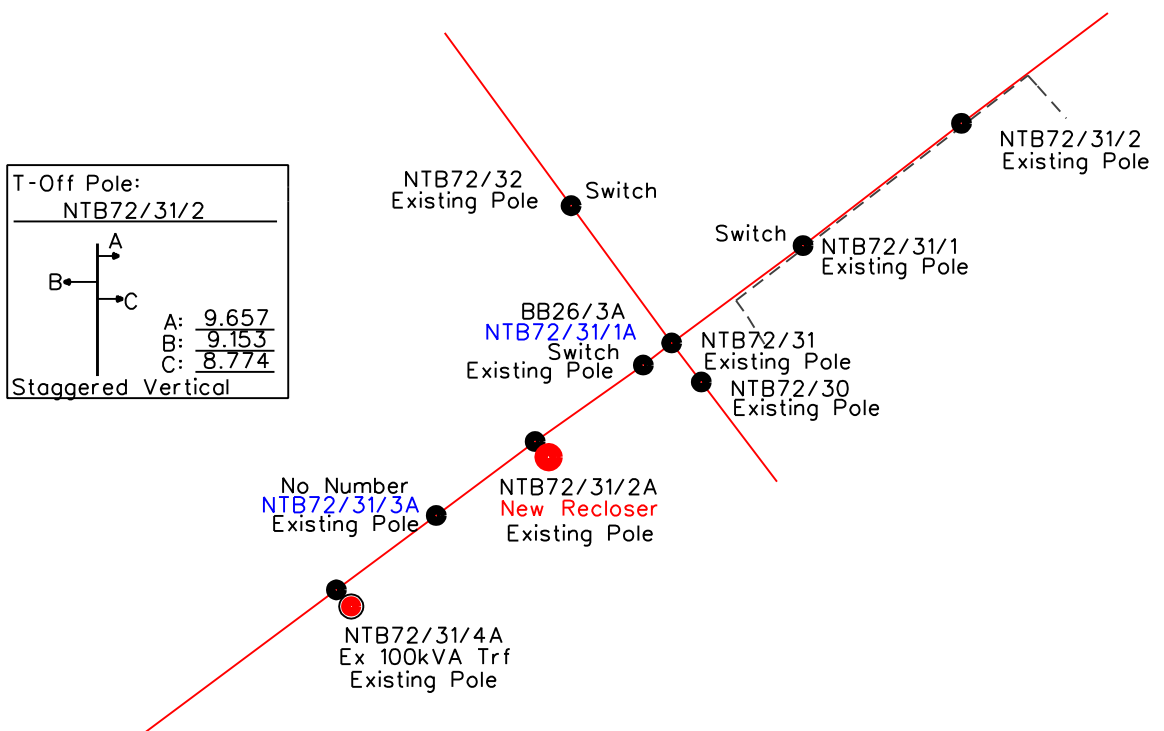 T-Off Pole:
NTB72/31/2
A
B
C
A: 9.657
B: 9.153
C: 8.774
Staggered Vertical
NTB72/32
Existing Pole
Switch
NTB72/31/2
Existing Pole
Switch
NTB72/31/1
Existing Pole
BB26/3A
NTB72/31/1A
Switch
Existing Pole
NTB72/31
Existing Pole
NTB72/30
Existing Pole
No Number
NTB72/31/3A
Existing Pole
NTB72/31/2A
New Recloser
Existing Pole
NTB72/31/4A
Ex 100kVA Trf
Existing Pole